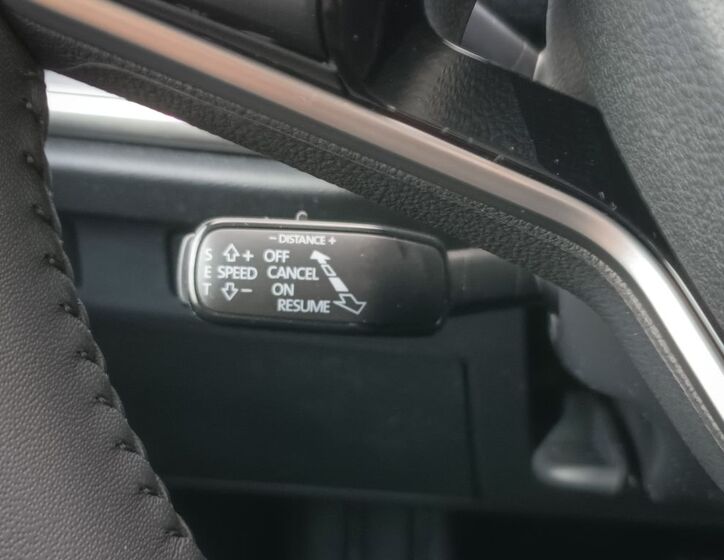 − DISTANCE +
S + OFF
E SPEED CANCEL
T − ON
RESUME